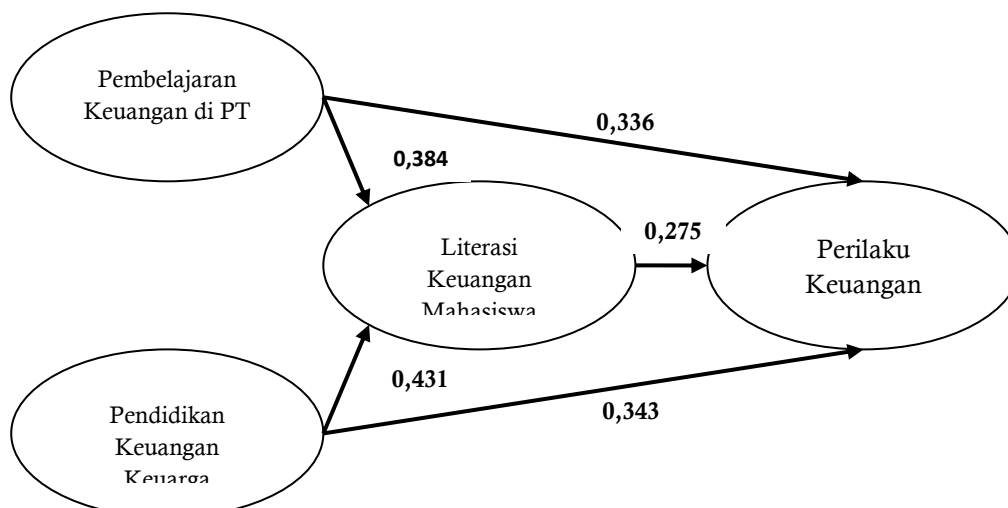 Pembelajaran
Keuangan di PT
0,336
0,384
Literasi
Keuangan
Mahasiswa
0,275
Perilaku
Keuangan
0,431
0,343
Pendidikan
Keuangan
Keuarga